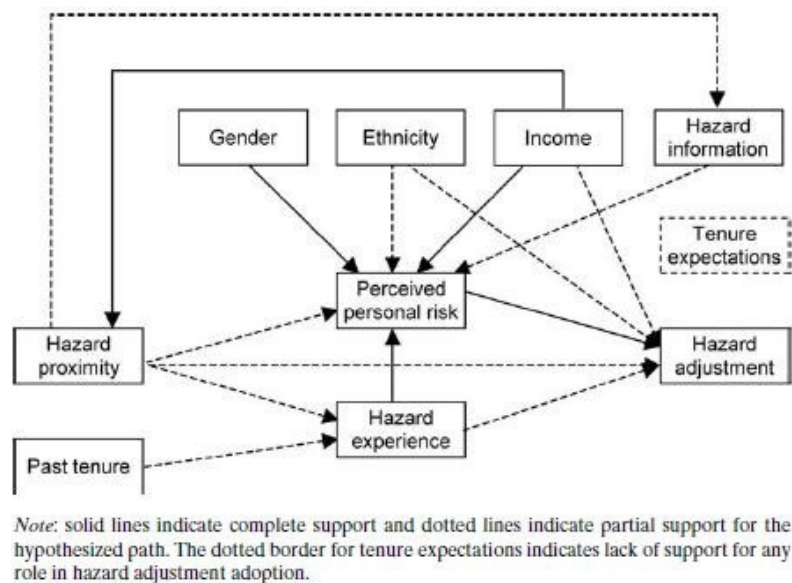 Gender
Ethnicity
Income
Hazard
information
Tenure
expectations
Perceived
personal risk
Hazard
proximity
Hazard
adjustment
Hazard
experience
Past tenure
Note: solid lines indicate complete support and dotted lines indicate partial support for the
hypothesized path. The dotted border for tenure expectations indicates lack of support for any
role in hazard adjustment adoption.